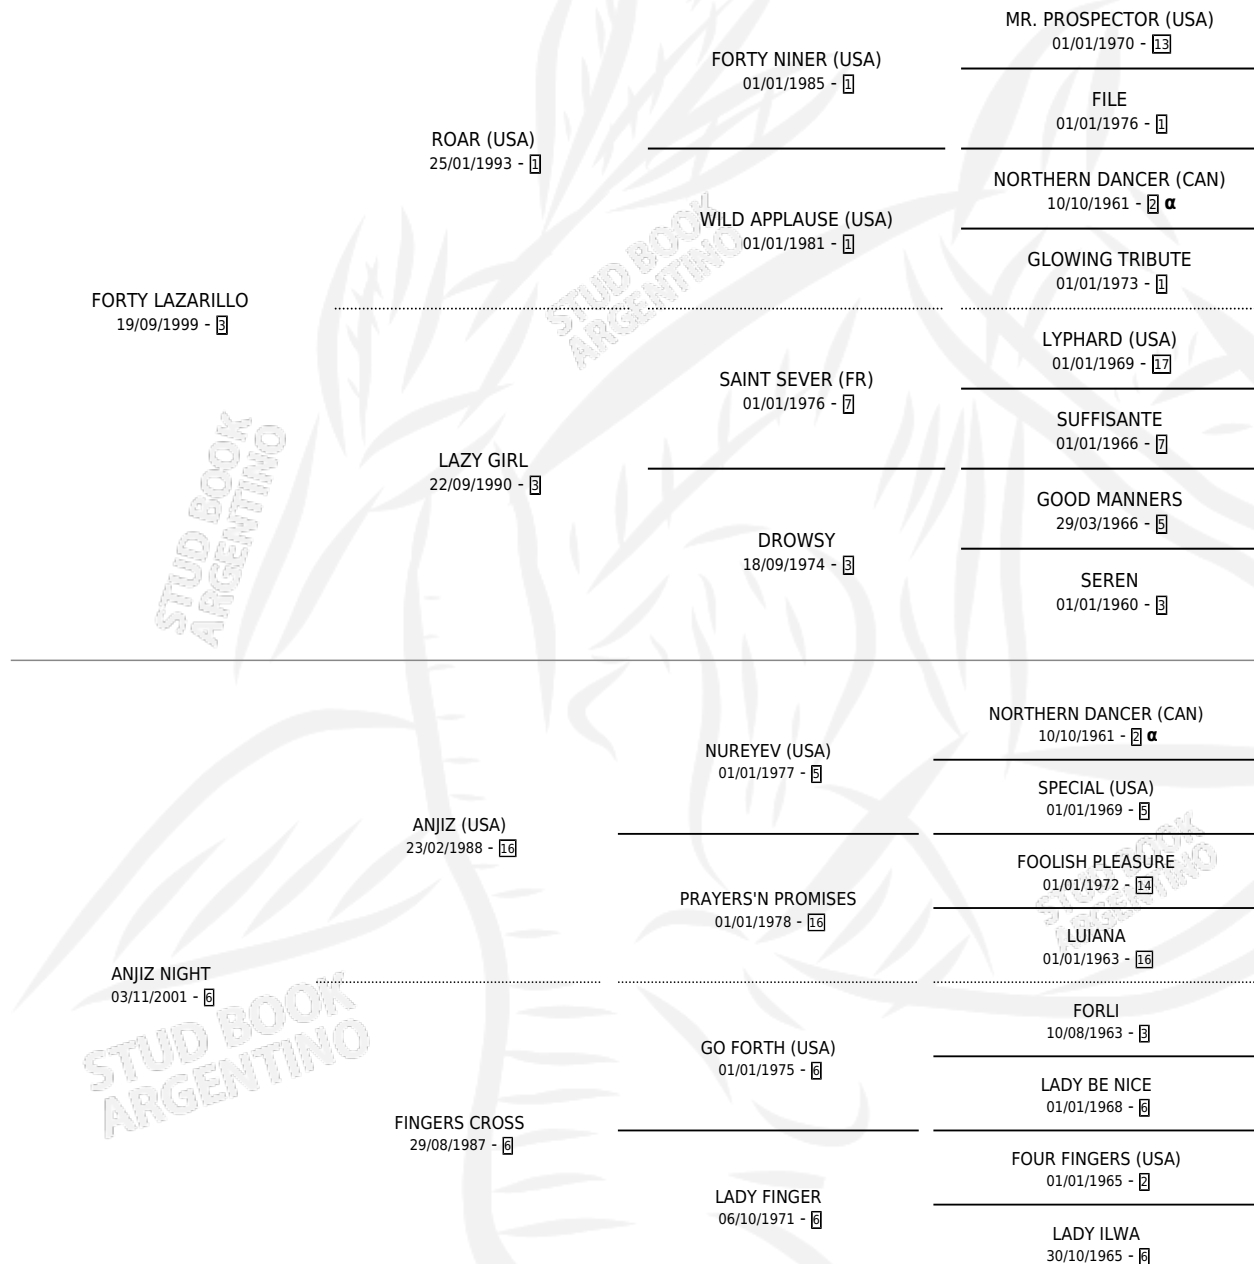 MR. PROSPECTOR (USA)
01/01/1970 - 13
FORTY NINER (USA)
01/01/1985 - 1
FILE
01/01/1976 - 1
ROAR (USA)
25/01/1993 - 1
NORTHERN DANCER (CAN)
10/10/1961 - 2 α
WILD APPLAUSE (USA)
01/01/1981 - 1
GLOWING TRIBUTE
01/01/1973 - 1
FORTY LAZARILLO
19/09/1999 - 3
LYPHARD (USA)
01/01/1969 - 17
SAINT SEVER (FR)
01/01/1976 - 7
SUFFISANTE
01/01/1966 - 7
LAZY GIRL
22/09/1990 - 3
GOOD MANNERS
29/03/1966 - 5
DROWSY
18/09/1974 - 3
SEREN
01/01/1960 - 3
STUD BOOK
ARGENTINO
STUD BOOK
ARGENTINO
NORTHERN DANCER (CAN)
10/10/1961 - 2 α
NUREYEV (USA)
01/01/1977 - 5
SPECIAL (USA)
01/01/1969 - 5
ANJIZ (USA)
23/02/1988 - 16
FOOLISH PLEASURE
01/01/1972 - 14
PRAYERS'N PROMISES
01/01/1978 - 16
LUIANA
01/01/1963 - 16
ANJIZ NIGHT
03/11/2001 - 6
FORLI
10/08/1963 - 3
GO FORTH (USA)
01/01/1975 - 6
LADY BE NICE
01/01/1968 - 6
FINGERS CROSS
29/08/1987 - 6
FOUR FINGERS (USA)
01/01/1965 - 2
LADY FINGER
06/10/1971 - 6
LADY ILWA
30/10/1965 - 6
STUD BOOK
ARGENTINO
STUD BOOK
ARGENTINO